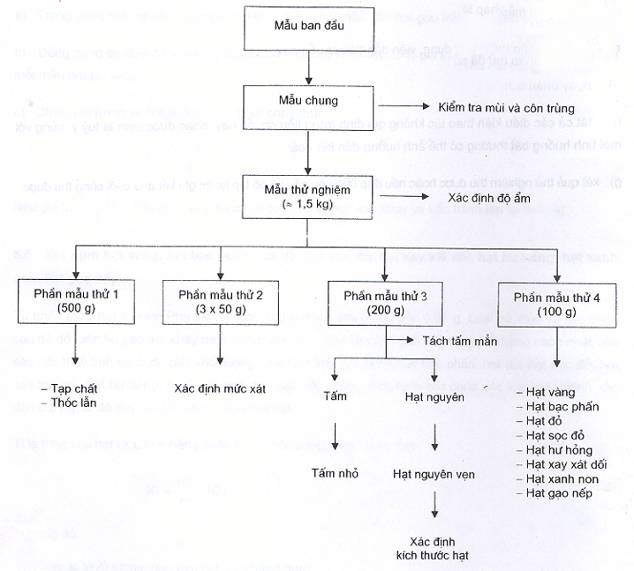 Mẫu ban đầu
Mẫu chung
Kiểm tra mùi và côn trùng
Mẫu thử nghiệm
(≈ 1,5 kg)
Xác định độ ẩm
Phần mẫu thử 1
(500 g)
Phần mẫu thử 2
(3 x 50 g)
Phần mẫu thử 3
(200 g)
Phần mẫu thử 4
(100 g)
Tách tấm mẳn
– Tạp chất
– Thóc lẫn
Xác định mức xát
Tấm
Hạt nguyên
Tấm nhỏ
Hạt nguyên vẹn
Xác định
kích thước hạt
– Hạt vàng
– Hạt bạc phấn
– Hạt đỏ
– Hạt sọc đỏ
– Hạt hư hỏng
– Hạt xay xát dối
– Hạt xanh non
– Hạt gạo nếp